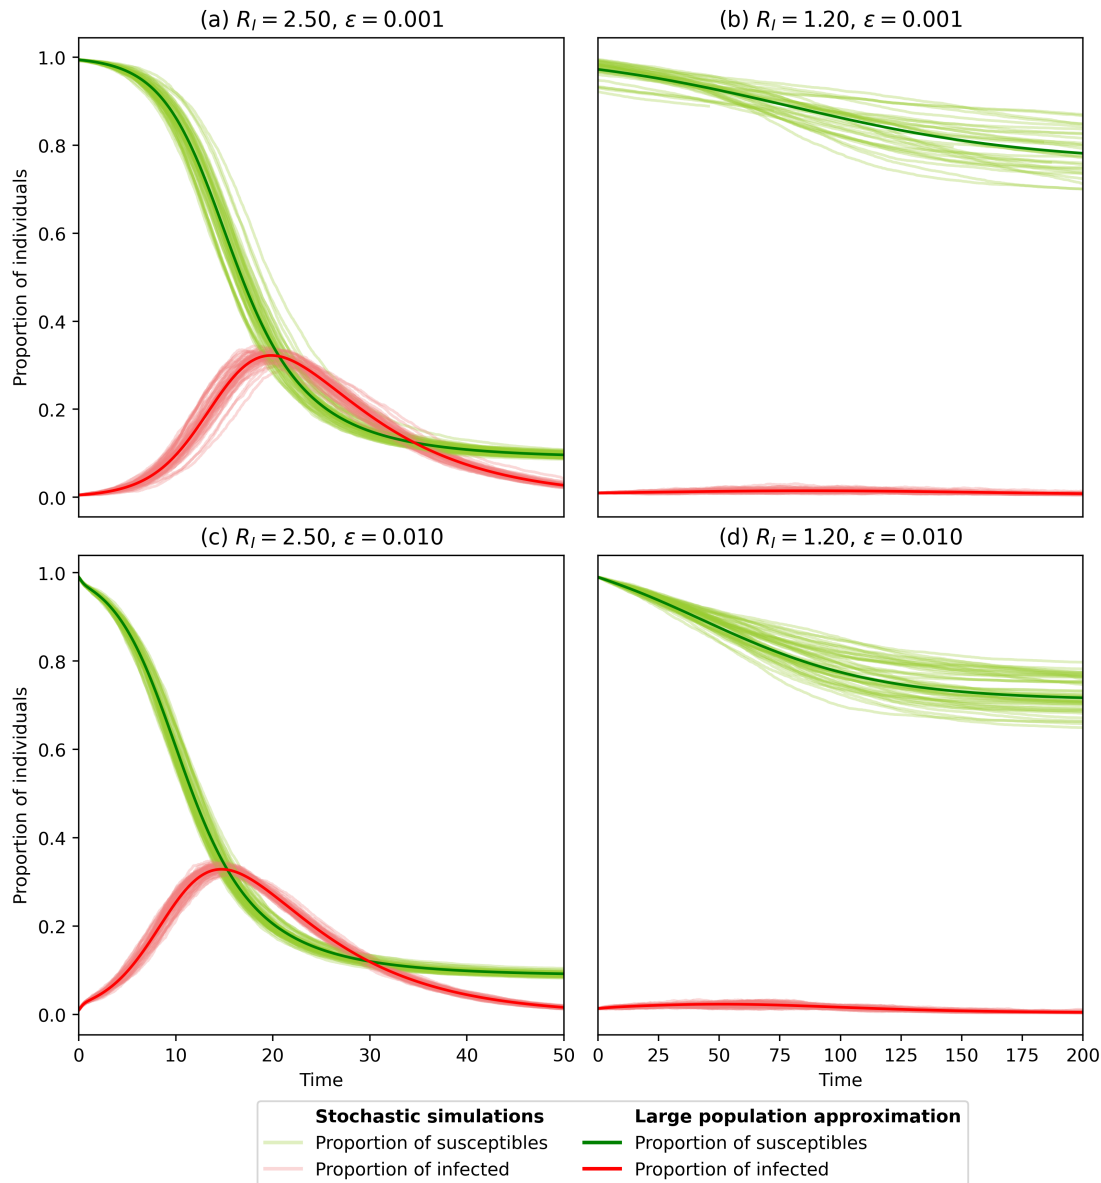 (a) $R_I = 2.50$, $\varepsilon = 0.001$
(b) $R_I = 1.20$, $\varepsilon = 0.001$
Proportion of individuals
1.0
0.8
0.6
0.4
0.2
0.0
(c) $R_I = 2.50$, $\varepsilon = 0.010$
(d) $R_I = 1.20$, $\varepsilon = 0.010$
Proportion of individuals
1.0
0.8
0.6
0.4
0.2
0.0
0 10 20 30 40 50
0 25 50 75 100 125 150 175 200
Time
Time
Stochastic simulations
Proportion of susceptibles
Proportion of infected
Large population approximation
Proportion of susceptibles
Proportion of infected